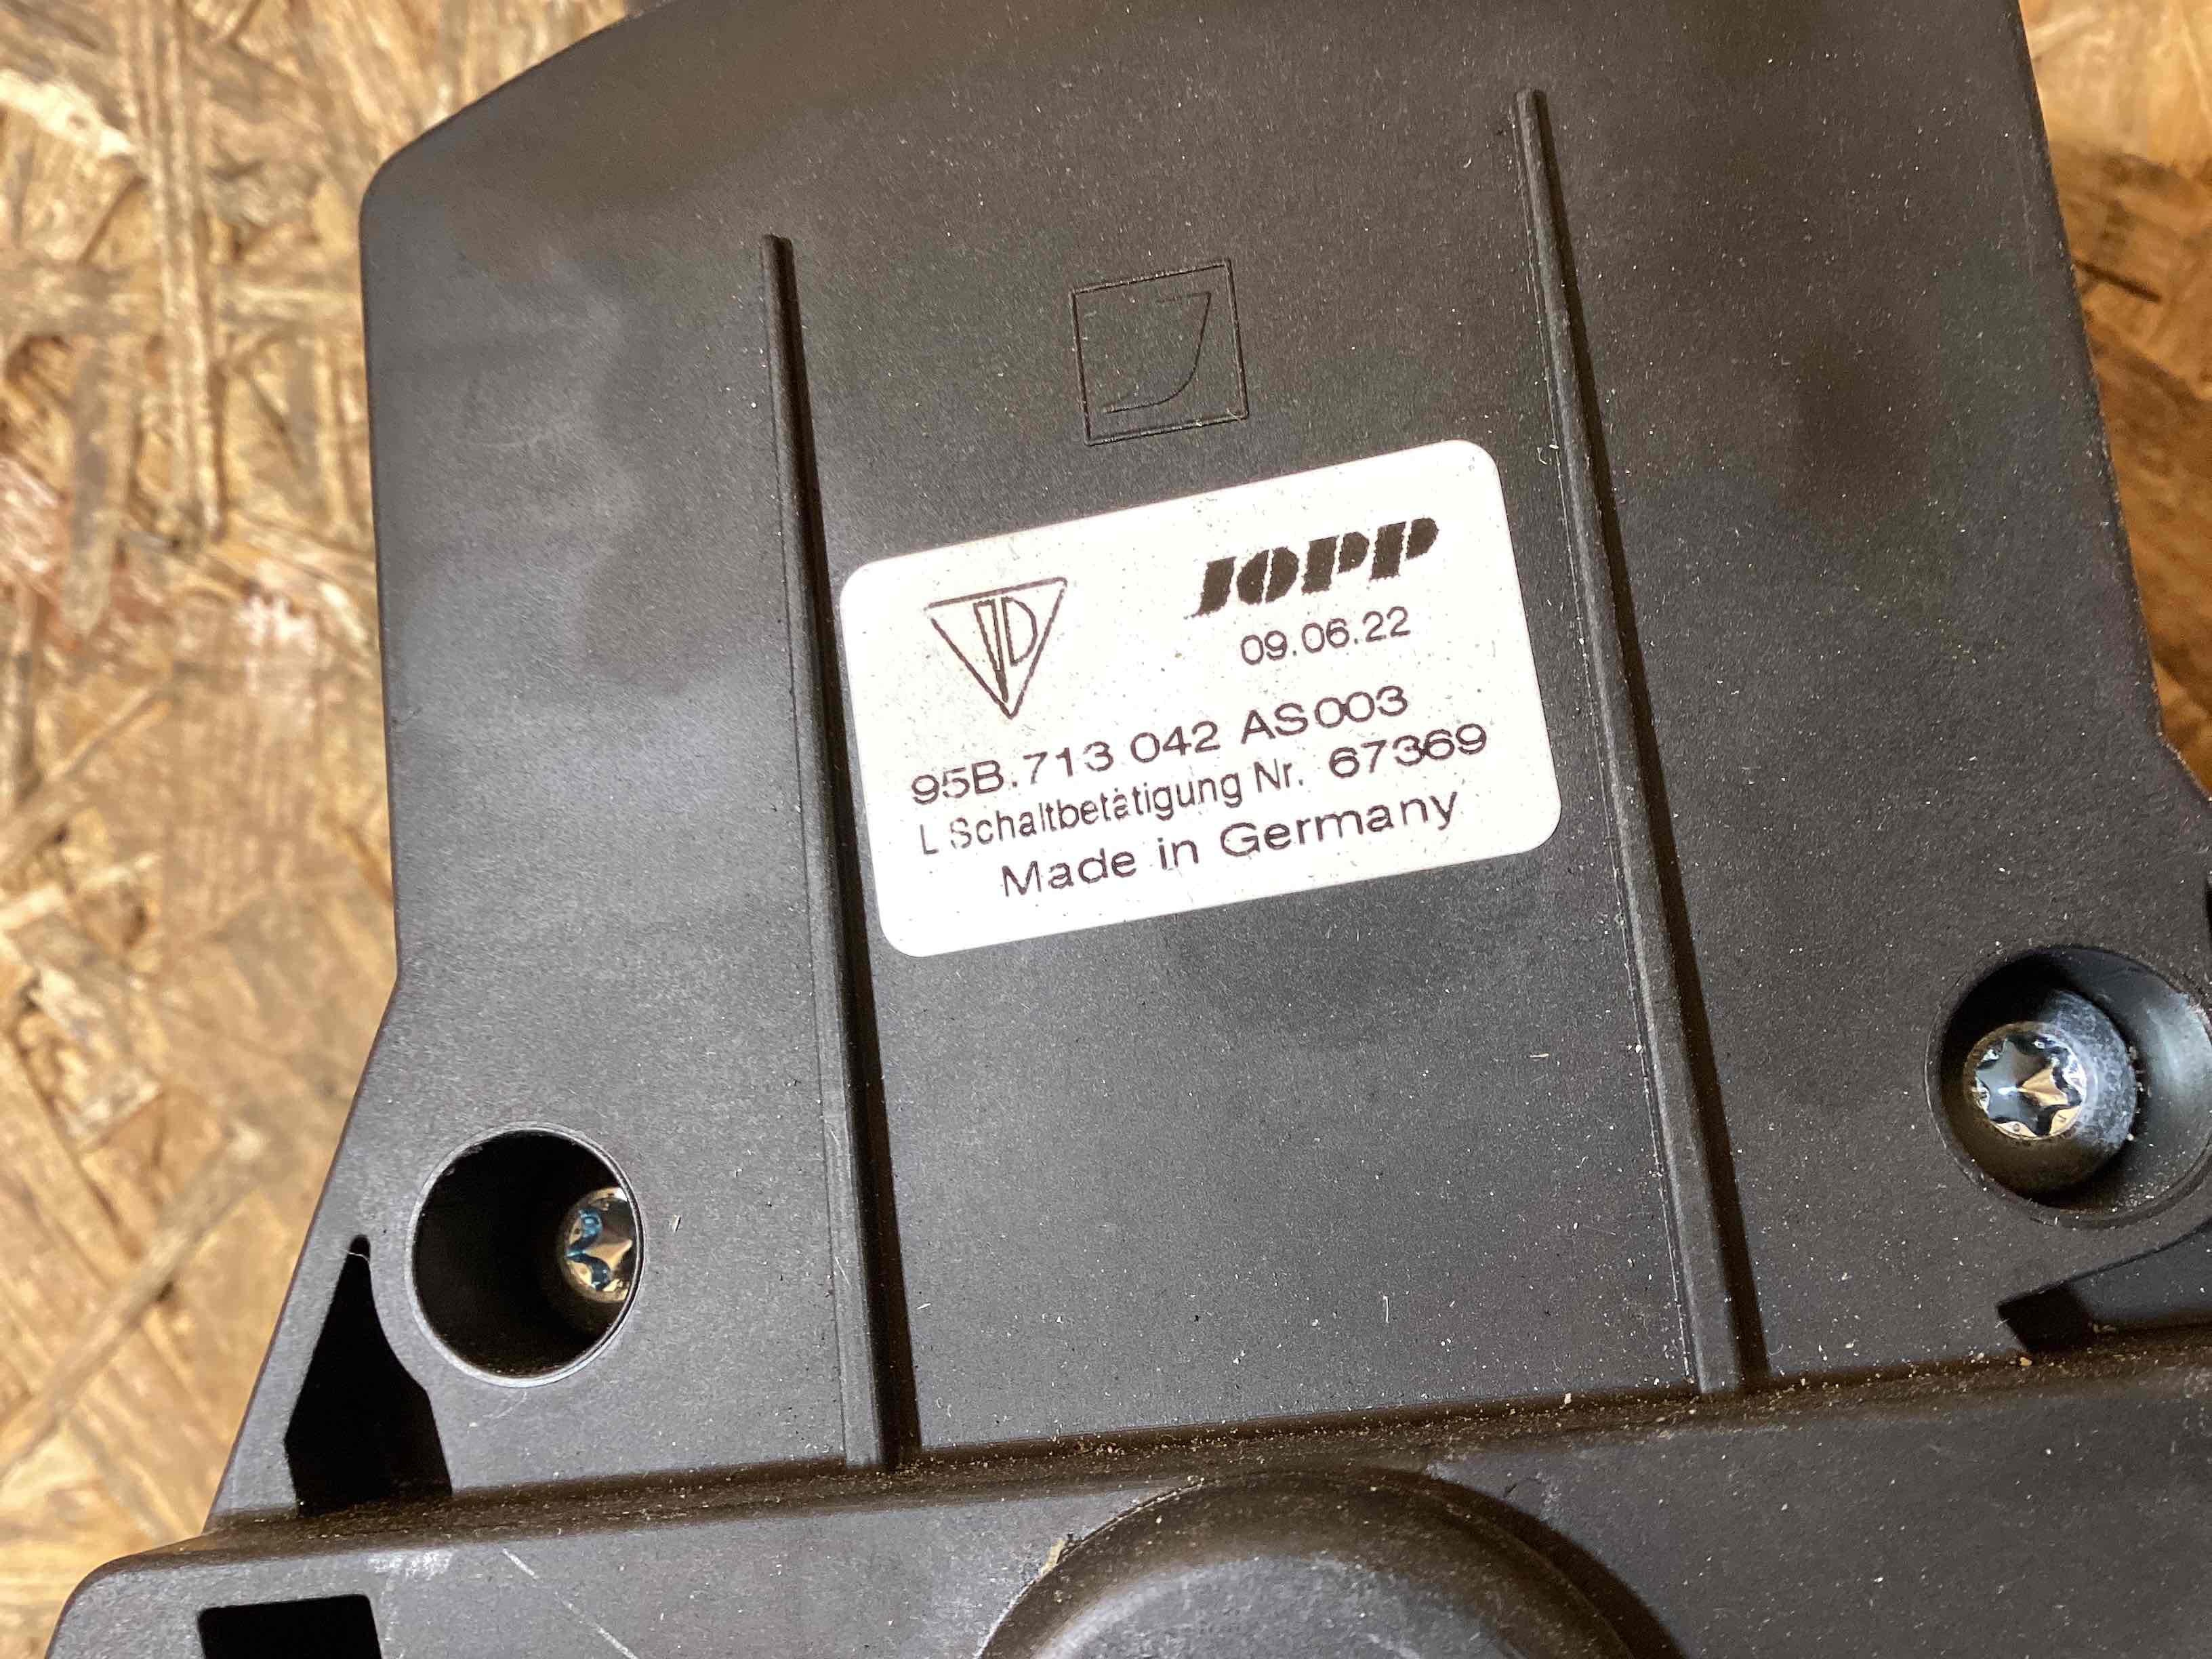 JOPP
09.06.22
95B.713 042 AS003
L Schaltbetätigung Nr. 67369
Made in Germany